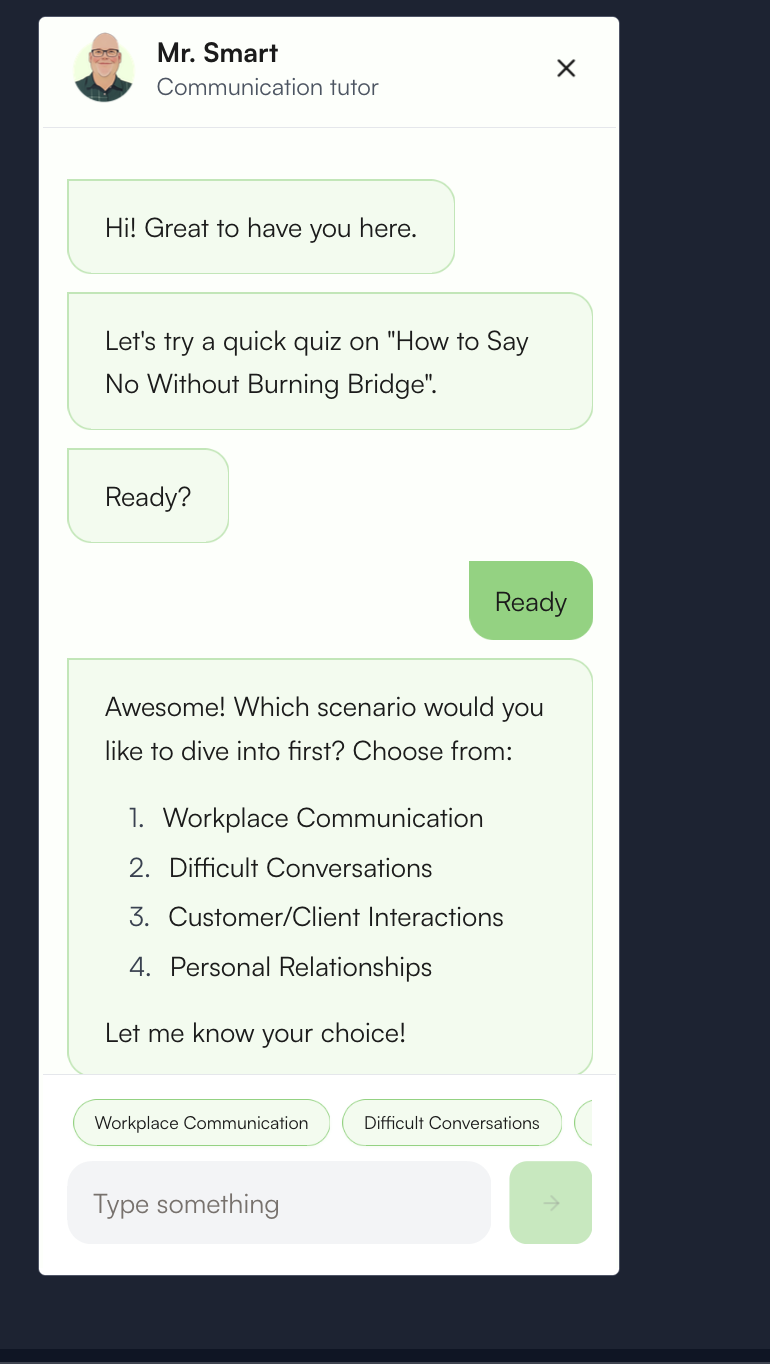 Mr. Smart
Communication tutor
Hi! Great to have you here.
Let's try a quick quiz on "How to Say
No Without Burning Bridge".
Ready?
Ready
Awesome! Which scenario would you
like to dive into first? Choose from:
1. Workplace Communication
2. Difficult Conversations
3. Customer/Client Interactions
4. Personal Relationships
Let me know your choice!
Workplace Communication Difficult Conversations
Type something